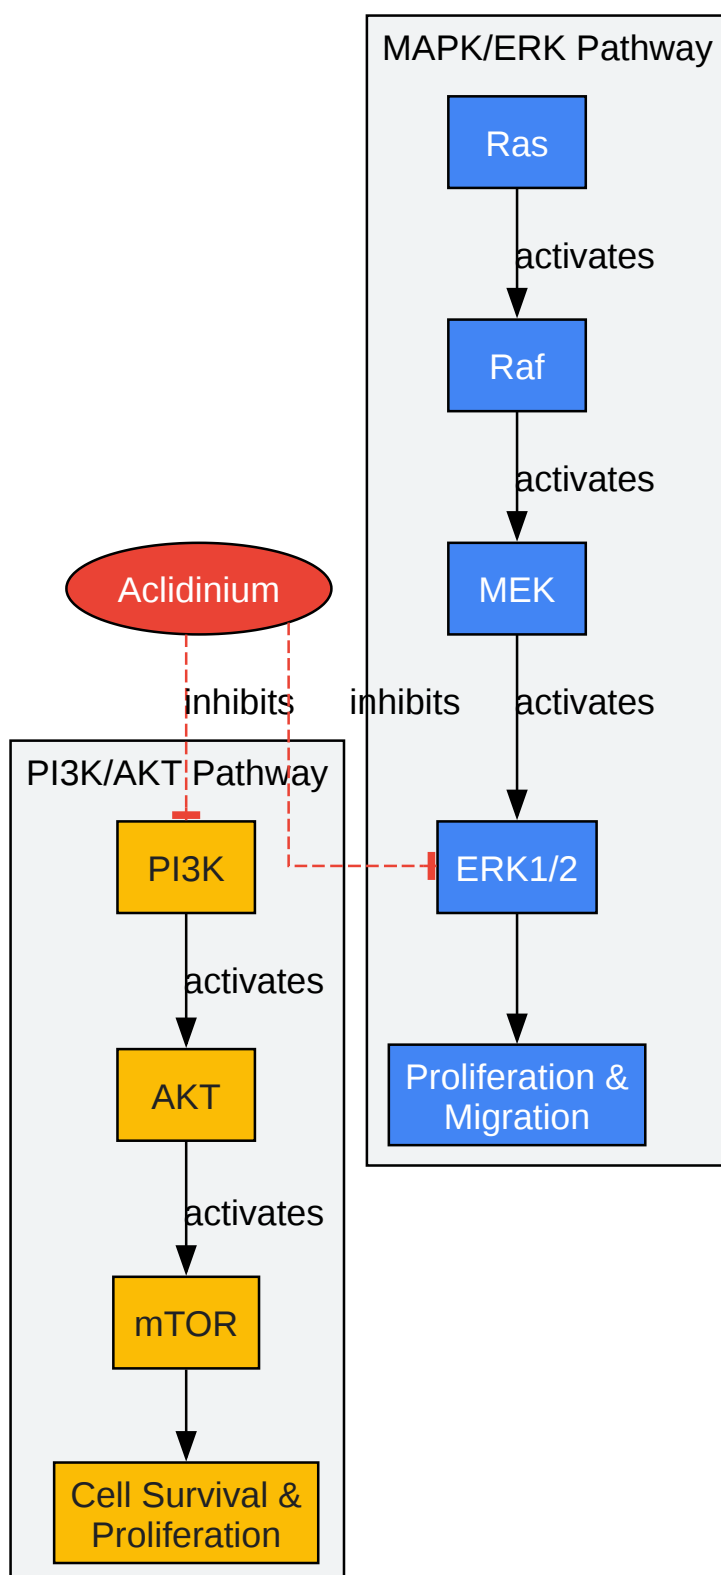 MAPK/ERK Pathway
Ras
activates
Raf
activates
Aclidinium
MEK
inhibits
inhibits
activates
PI3K/AKT Pathway
PI3K
ERK1/2
activates
AKT
Proliferation &
Migration
activates
mTOR
Cell Survival &
Proliferation